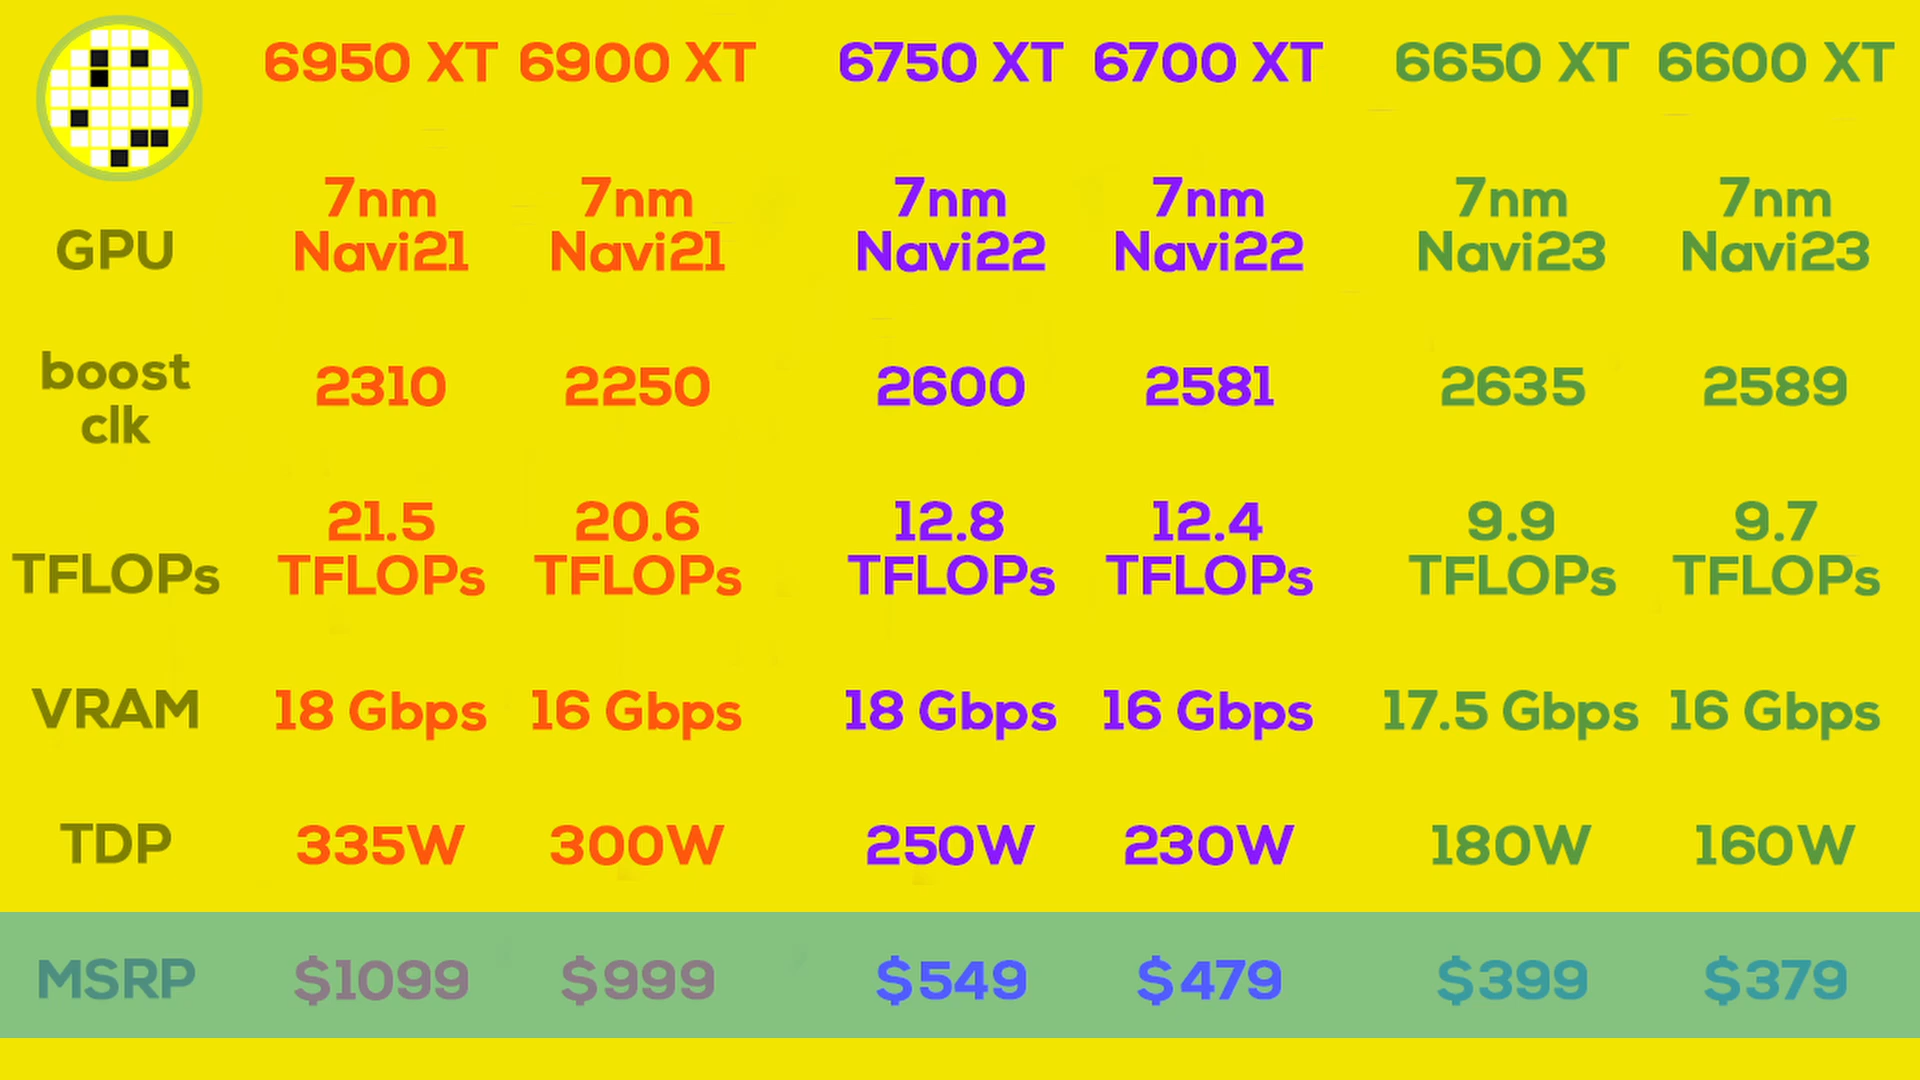 6950 XT 6900 XT 6750 XT 6700 XT 6650 XT 6600 XT
7nm 7nm 7nm 7nm 7nm 7nm
GPU Navi21 Navi21 Navi22 Navi22 Navi23 Navi23
boost
clk 2310 2250 2600 2581 2635 2589
21.5 20.6 12.8 12.4 9.9 9.7
TFLOPs TFLOPs TFLOPs TFLOPs TFLOPs TFLOPs TFLOPs
VRAM 18 Gbps 16 Gbps 18 Gbps 16 Gbps 17.5 Gbps 16 Gbps
TDP 335W 300W 250W 230W 180W 160W
MSRP $1099 $999 $549 $479 $399 $379